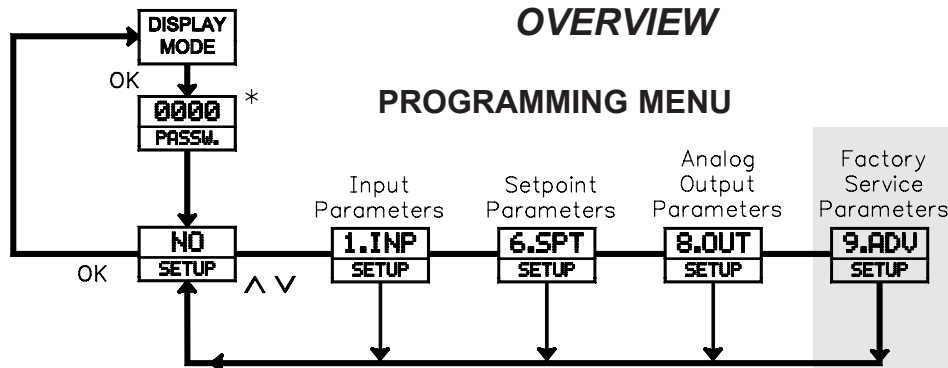 OVERVIEW
DISPLAY
MODE
OK
0000 *
PASSW.
PROGRAMMING MENU
Input
Parameters
Setpoint
Parameters
Analog
Output
Parameters
Factory
Service
Parameters
NO
SETUP
OK
∧ ∨
1.INP
SETUP
6.SPT
SETUP
8.OUT
SETUP
9.ADV
SETUP